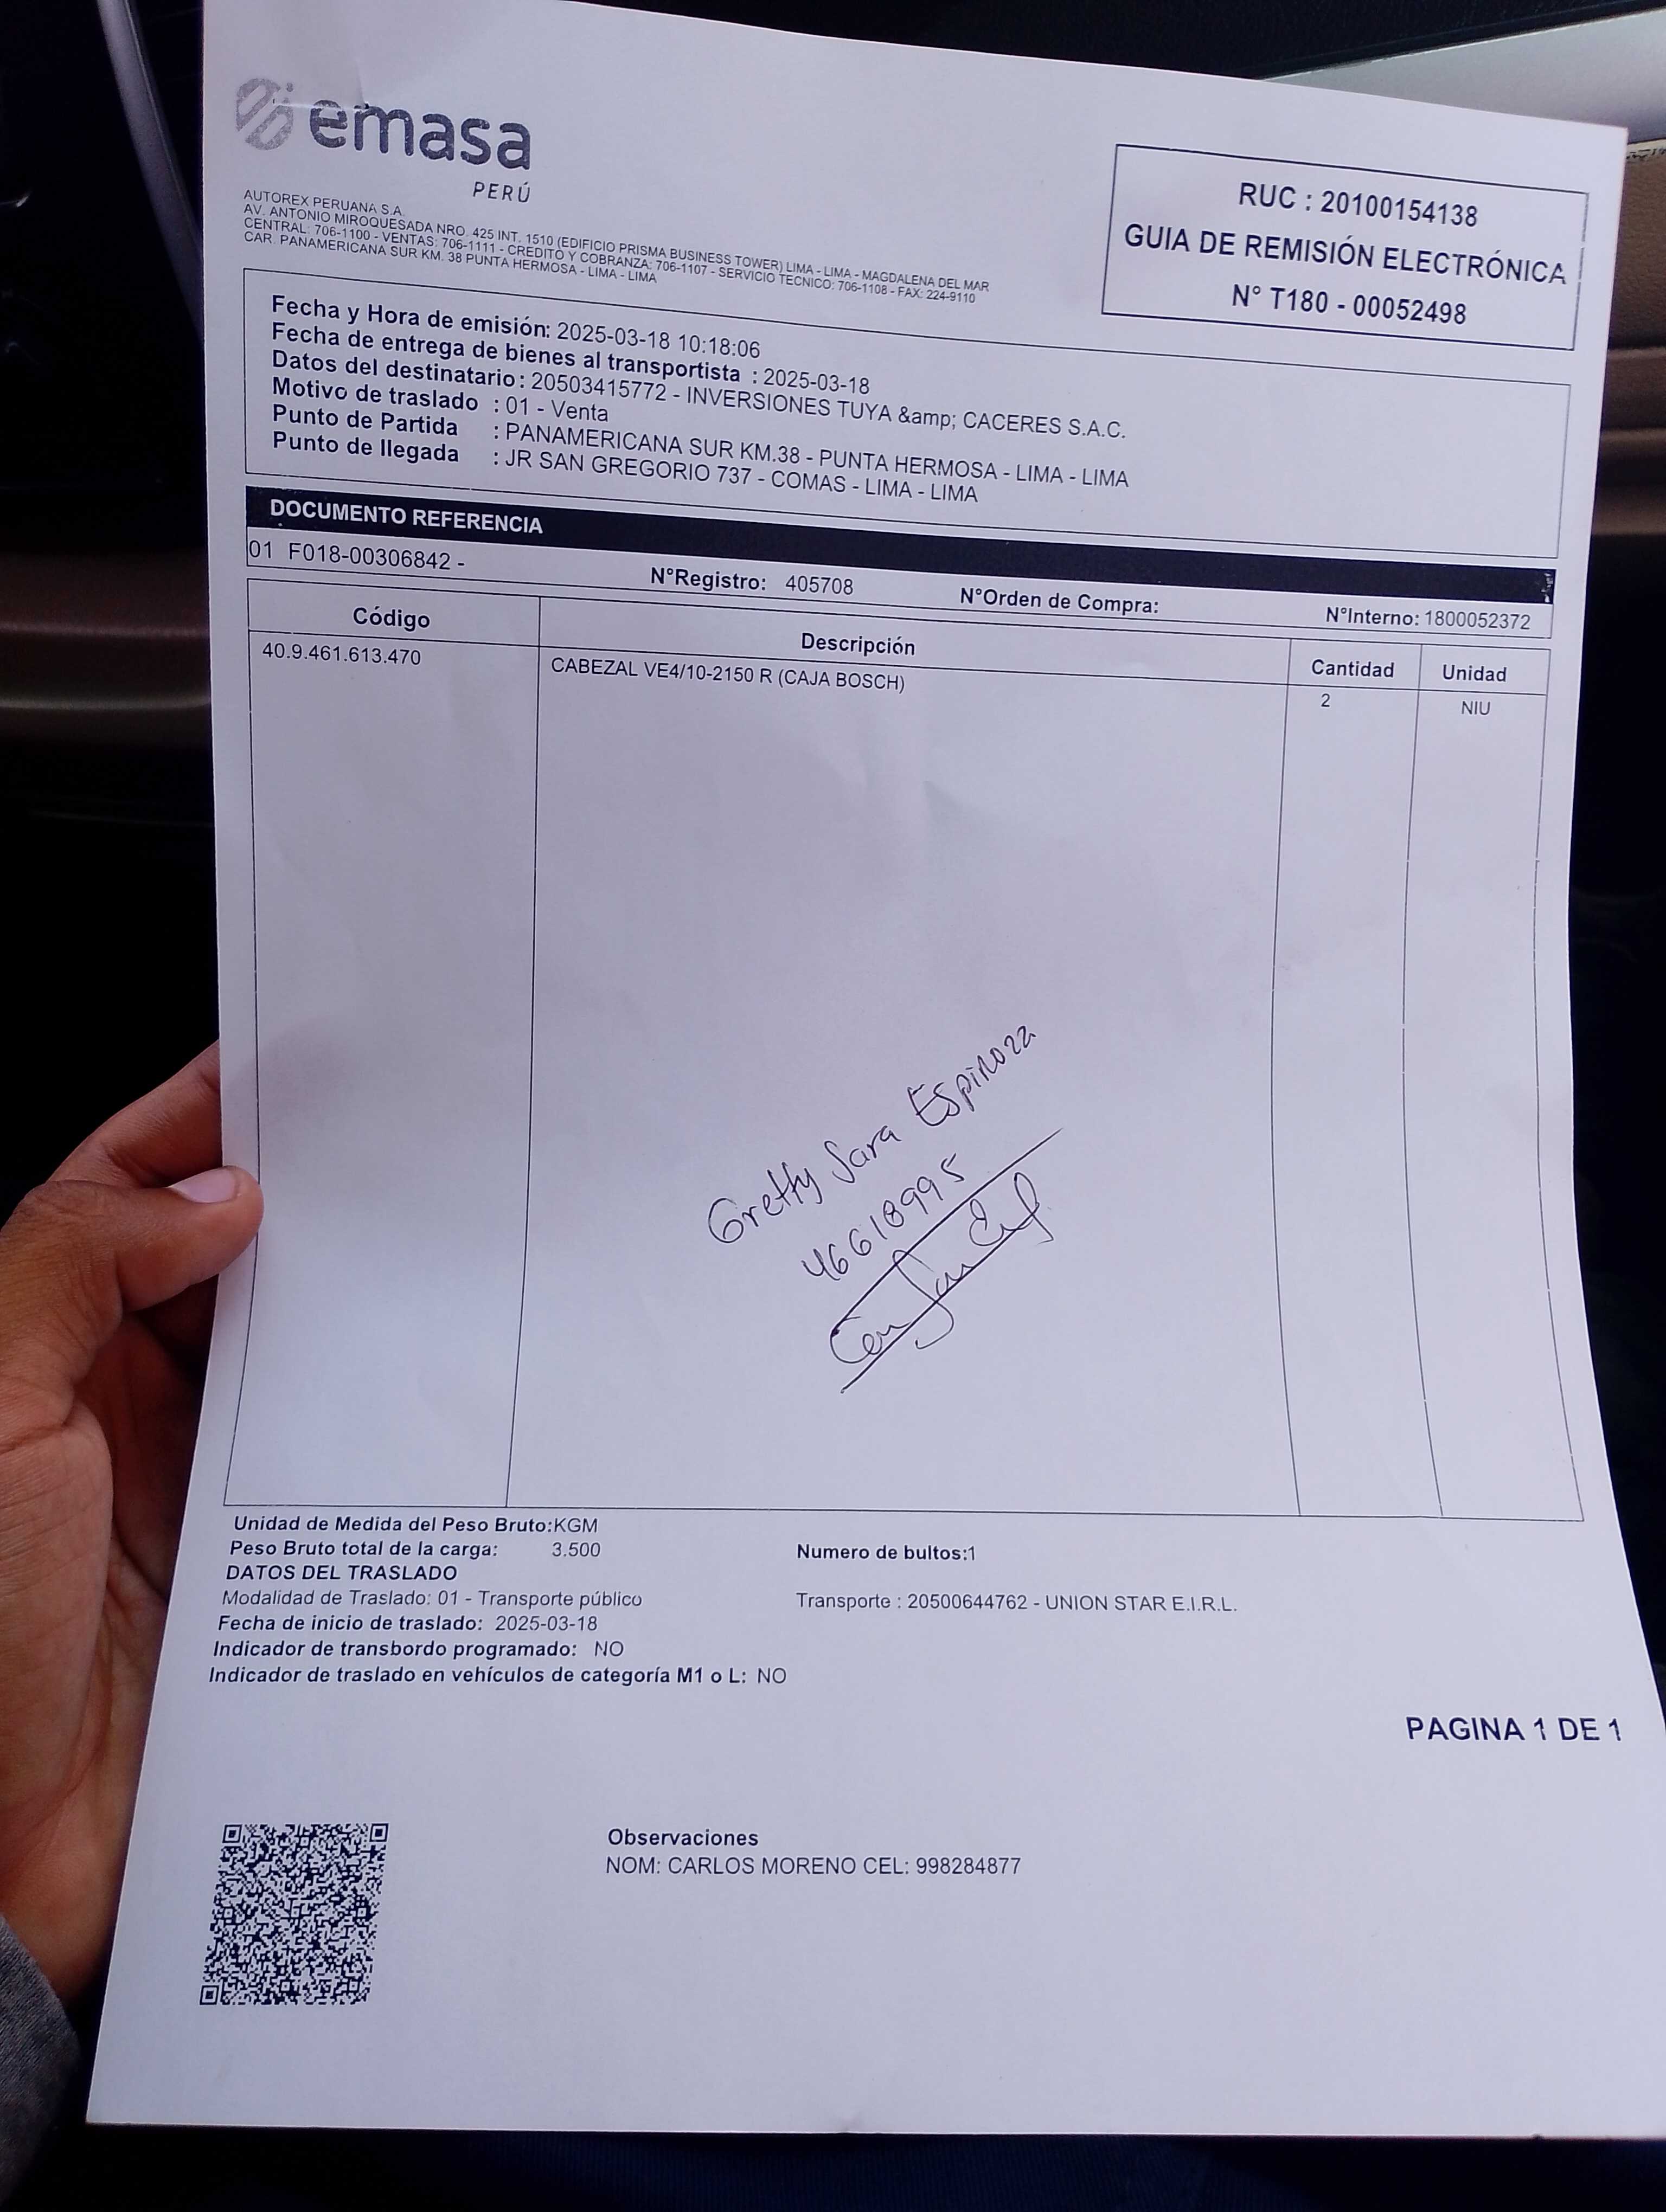 emasa
PERÚ
AUTOREX PERUANA S.A.
AV. ANTONIO MIROQUESADA NRO. 425 INT. 1510 (EDIFICIO PRISMA BUSINESS TOWER) LIMA - LIMA - MAGDALENA DEL MAR
CENTRAL: 706-1100 - VENTAS: 706-1111 - CREDITO Y COBRANZA: 706-1107 - SERVICIO TECNICO: 706-1108 - FAX: 224-9110
CAR. PANAMERICANA SUR KM. 38 PUNTA HERMOSA - LIMA - LIMA
RUC : 20100154138
GUIA DE REMISIÓN ELECTRÓNICA
N° T180 - 00052498
Fecha y Hora de emisión: 2025-03-18 10:18:06
Fecha de entrega de bienes al transportista : 2025-03-18
Datos del destinatario: 20503415772 - INVERSIONES TUYA &amp; CACERES S.A.C.
Motivo de traslado : 01 - Venta
Punto de Partida : PANAMERICANA SUR KM.38 - PUNTA HERMOSA - LIMA - LIMA
Punto de llegada : JR SAN GREGORIO 737 - COMAS - LIMA - LIMA
DOCUMENTO REFERENCIA
01 F018-00306842 - N°Registro: 405708 N°Orden de Compra: N°Interno: 1800052372
Código Descripción Cantidad Unidad
40.9.461.613.470 CABEZAL VE4/10-2150 R (CAJA BOSCH) 2 NIU
Gretty Sara Espinoza
46618995
Unidad de Medida del Peso Bruto:KGM
Peso Bruto total de la carga: 3.500 Numero de bultos:1
DATOS DEL TRASLADO
Modalidad de Traslado: 01 - Transporte público Transporte : 20500644762 - UNION STAR E.I.R.L.
Fecha de inicio de traslado: 2025-03-18
Indicador de transbordo programado: NO
Indicador de traslado en vehículos de categoría M1 o L: NO
PAGINA 1 DE 1
Observaciones
NOM: CARLOS MORENO CEL: 998284877